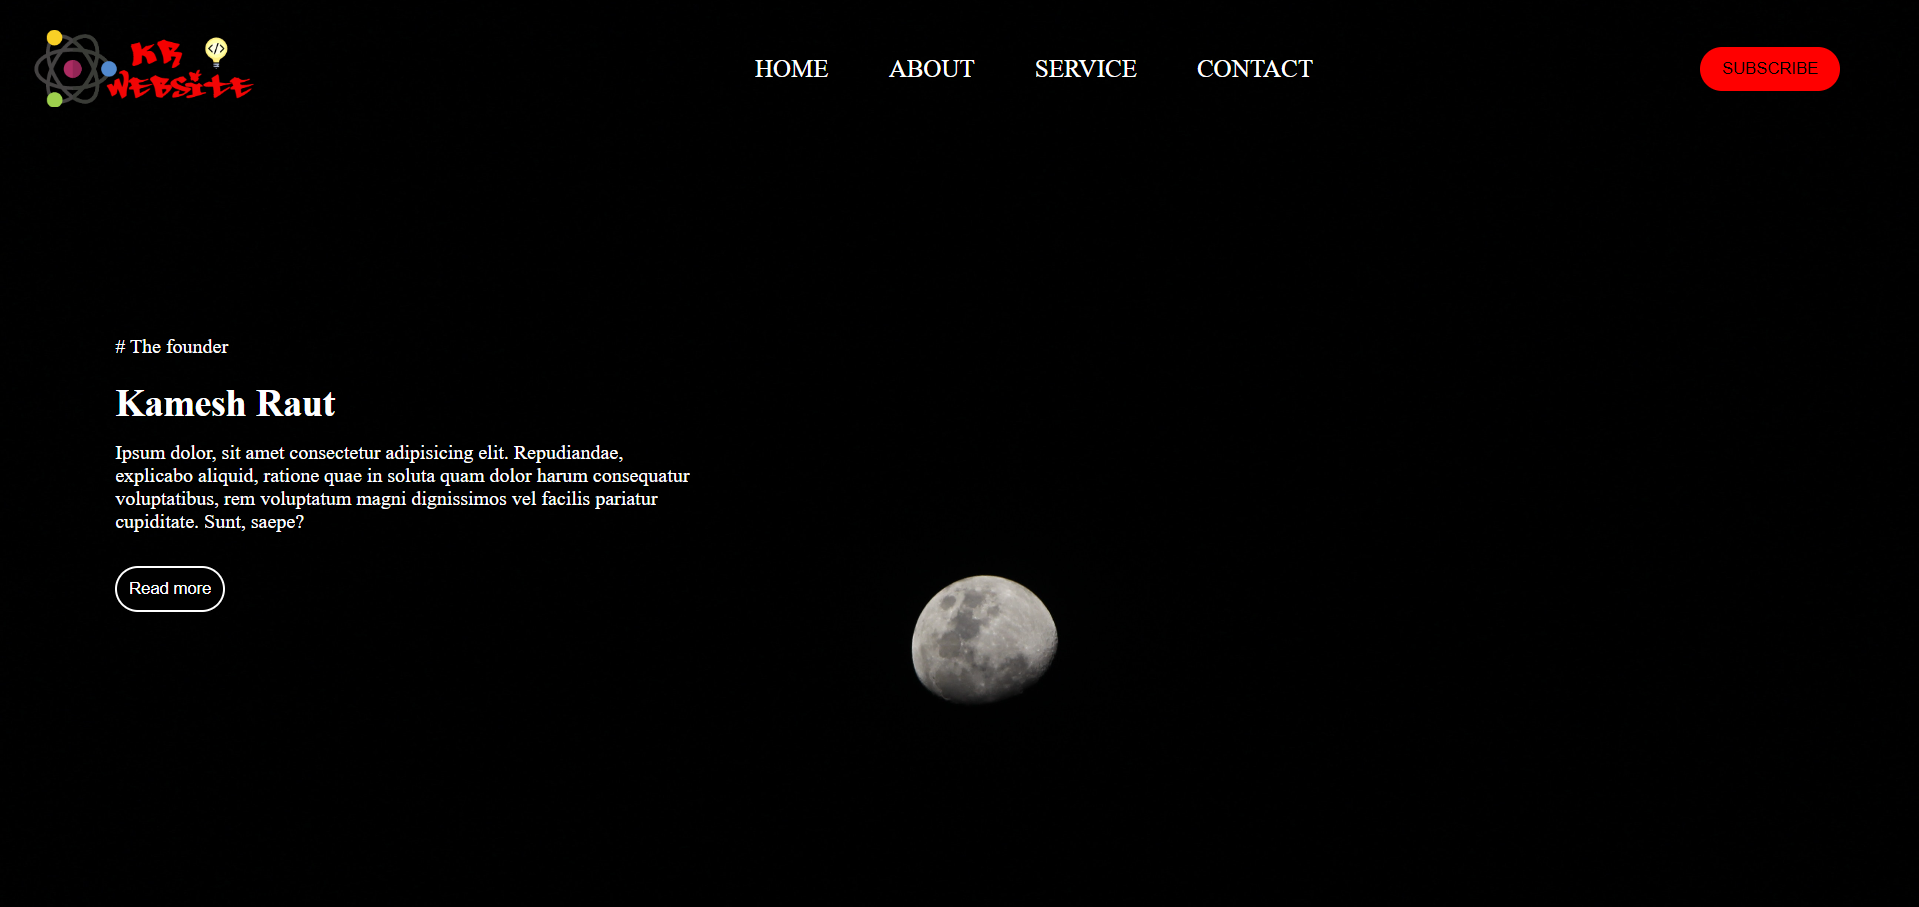 KR
</>
WEBSITE
HOME ABOUT SERVICE CONTACT
SUBSCRIBE
# The founder
Kamesh Raut
Ipsum dolor, sit amet consectetur adipisicing elit. Repudiandae,
explicabo aliquid, ratione quae in soluta quam dolor harum consequatur
voluptatibus, rem voluptatum magni dignissimos vel facilis pariatur
cupiditate. Sunt, saepe?
Read more